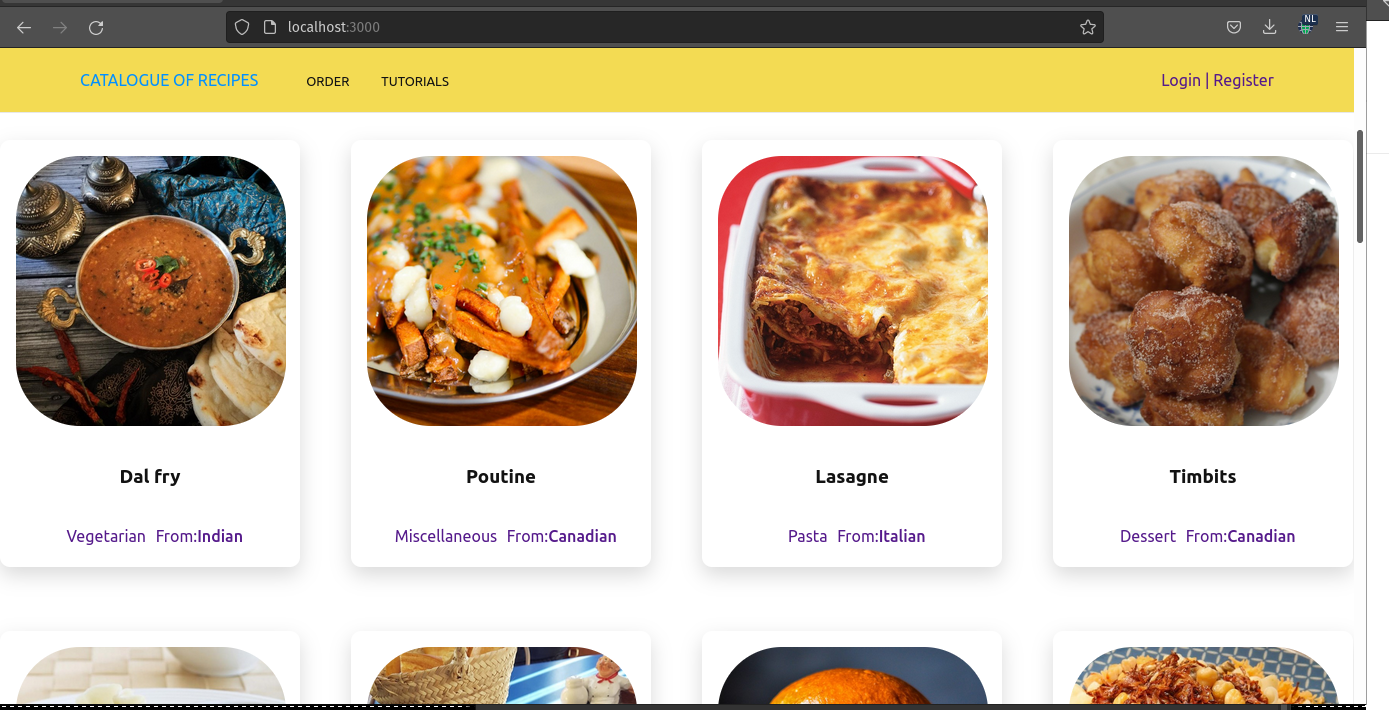 localhost:3000
NL
CATALOGUE OF RECIPES ORDER TUTORIALS Login | Register
Dal fry
Poutine
Lasagne
Timbits
Vegetarian From:Indian
Miscellaneous From:Canadian
Pasta From:Italian
Dessert From:Canadian